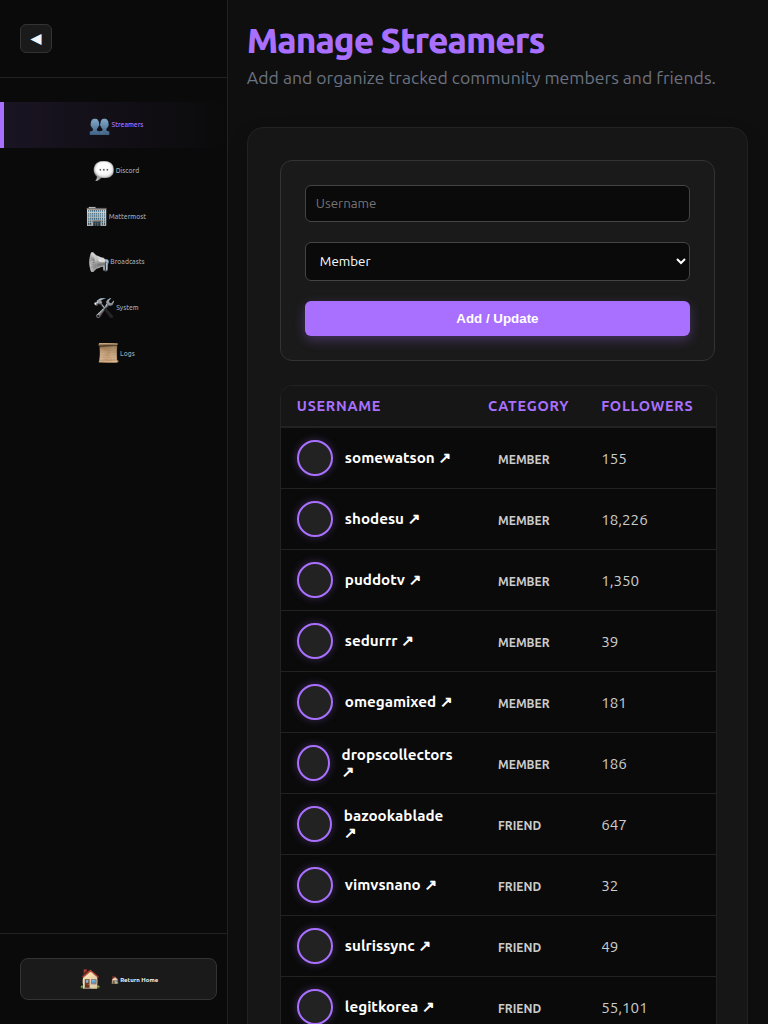 ◀
Streamers
Discord
Mattermost
Broadcasts
System
Logs
Return Home
Manage Streamers
Add and organize tracked community members and friends.
Username
Member
Add / Update
USERNAME CATEGORY FOLLOWERS
somewatson ↗ MEMBER 155
shodesu ↗ MEMBER 18,226
puddotv ↗ MEMBER 1,350
sedurrr ↗ MEMBER 39
omegamixed ↗ MEMBER 181
dropscollectors ↗ MEMBER 186
bazookablade ↗ FRIEND 647
vimvsnano ↗ FRIEND 32
sulrissync ↗ FRIEND 49
legitkorea ↗ FRIEND 55,101